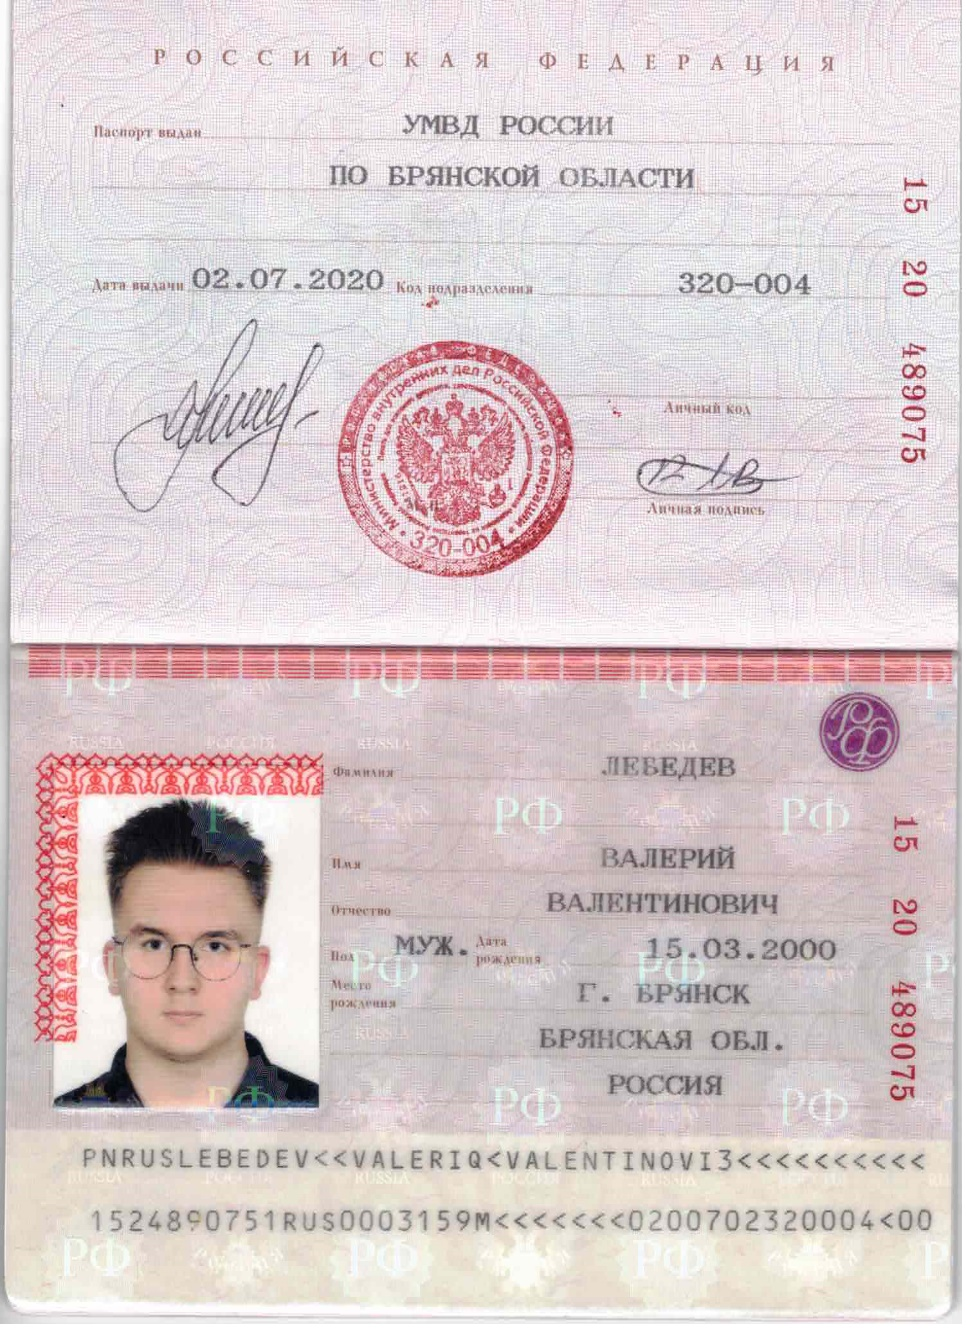 РОССИЙСКАЯ ФЕДЕРАЦИЯ
Паспорт выдан УМВД РОССИИ
ПО БРЯНСКОЙ ОБЛАСТИ
Дата выдачи 02.07.2020 Код подразделения 320-004
15 20 489075
Министерство внутренних дел Российской Федерации
320-004
Личный код
Личная подпись
РФ
Фамилия ЛЕБЕДЕВ
Имя ВАЛЕРИЙ
Отчество ВАЛЕНТИНОВИЧ
Пол МУЖ. Дата рождения 15.03.2000
Место рождения Г. БРЯНСК
БРЯНСКАЯ ОБЛ.
РОССИЯ
15 20 489075
PNRUSLEBEDEV<<VALERIQ<VALENTINOVI3<<<<<<<<<<
1524890751RUS0003159M<<<<<<<0200702320004<00